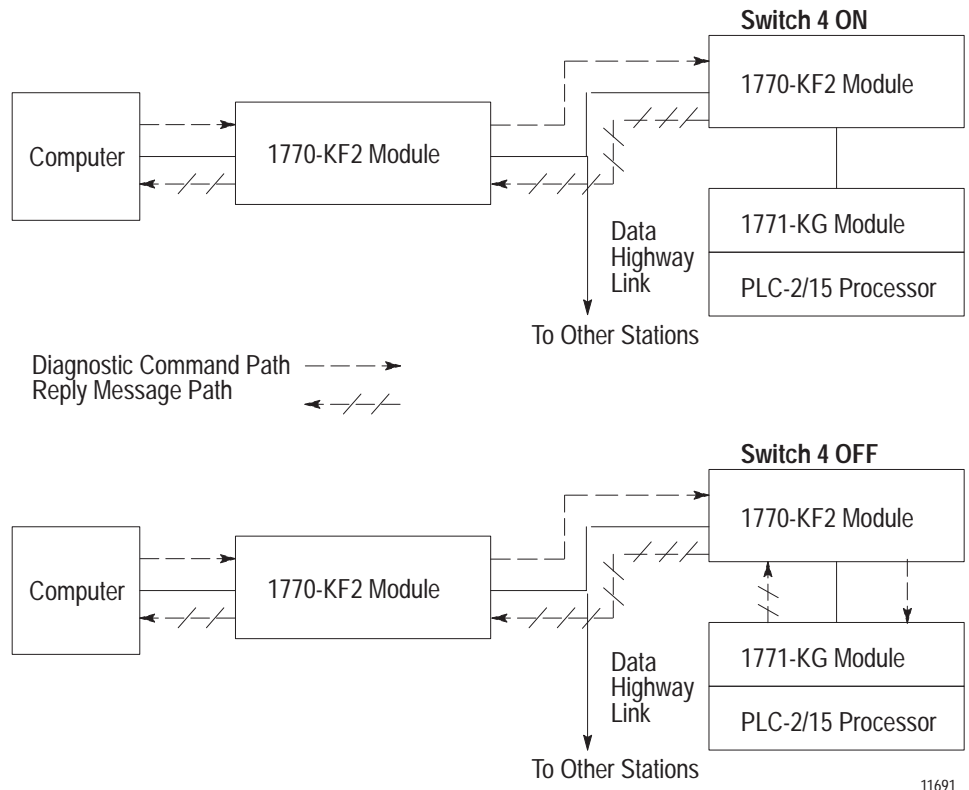 Switch 4 ON
1770-KF2 Module
Computer
1770-KF2 Module
1771-KG Module
PLC-2/15 Processor
Data
Highway
Link
To Other Stations
Diagnostic Command Path
Reply Message Path
Switch 4 OFF
1770-KF2 Module
Computer
1770-KF2 Module
1771-KG Module
PLC-2/15 Processor
Data
Highway
Link
To Other Stations
11691